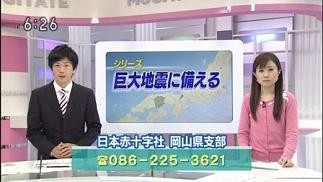 6:26
シリーズ
巨大地震に備える
日本赤十字社 岡山県支部
☎086-225-3621